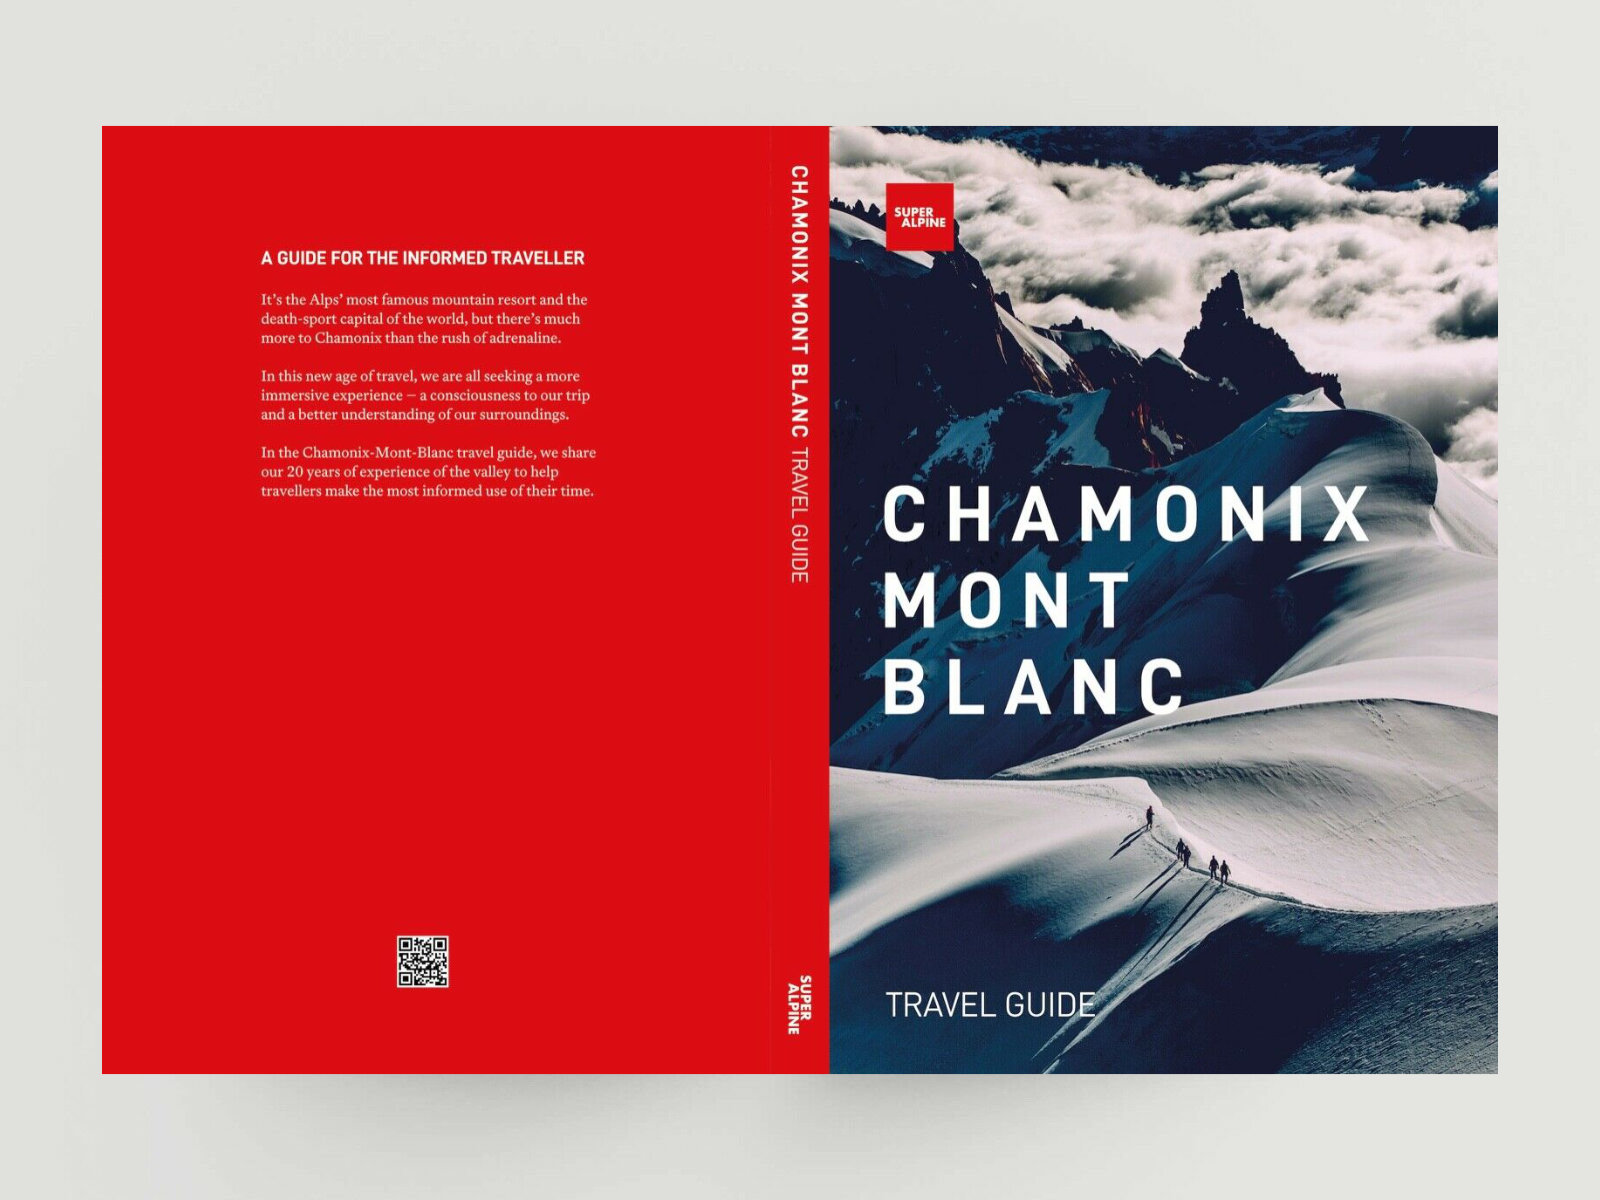 A GUIDE FOR THE INFORMED TRAVELLER
It’s the Alps’ most famous mountain resort and the
death-sport capital of the world, but there’s much
more to Chamonix than the rush of adrenaline.
In this new age of travel, we are all seeking a more
immersive experience – a consciousness to our trip
and a better understanding of our surroundings.
In the Chamonix-Mont-Blanc travel guide, we share
our 20 years of experience of the valley to help
travellers make the most informed use of their time.
CHAMONIX MONT BLANC TRAVEL GUIDE
SUPER
ALPINE
SUPER
ALPINE
CHAMONIX
MONT
BLANC
TRAVEL GUIDE